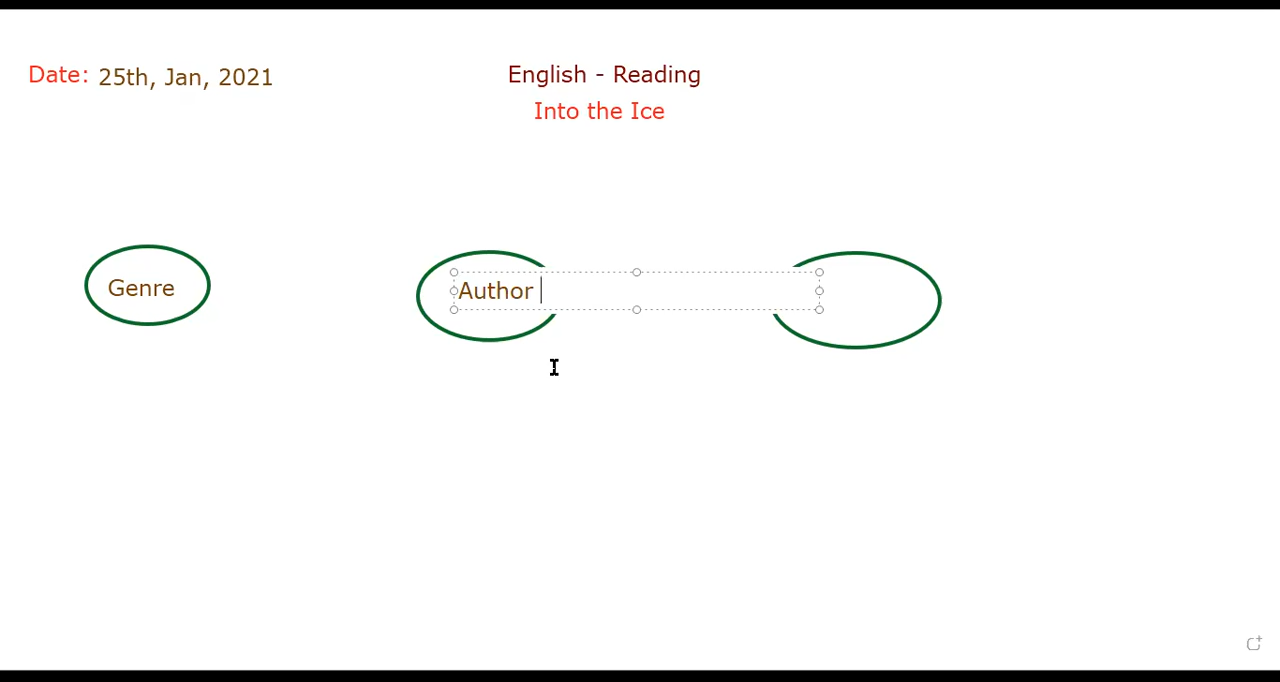 Date: 25th, Jan, 2021
English - Reading
Into the Ice
Genre
Author